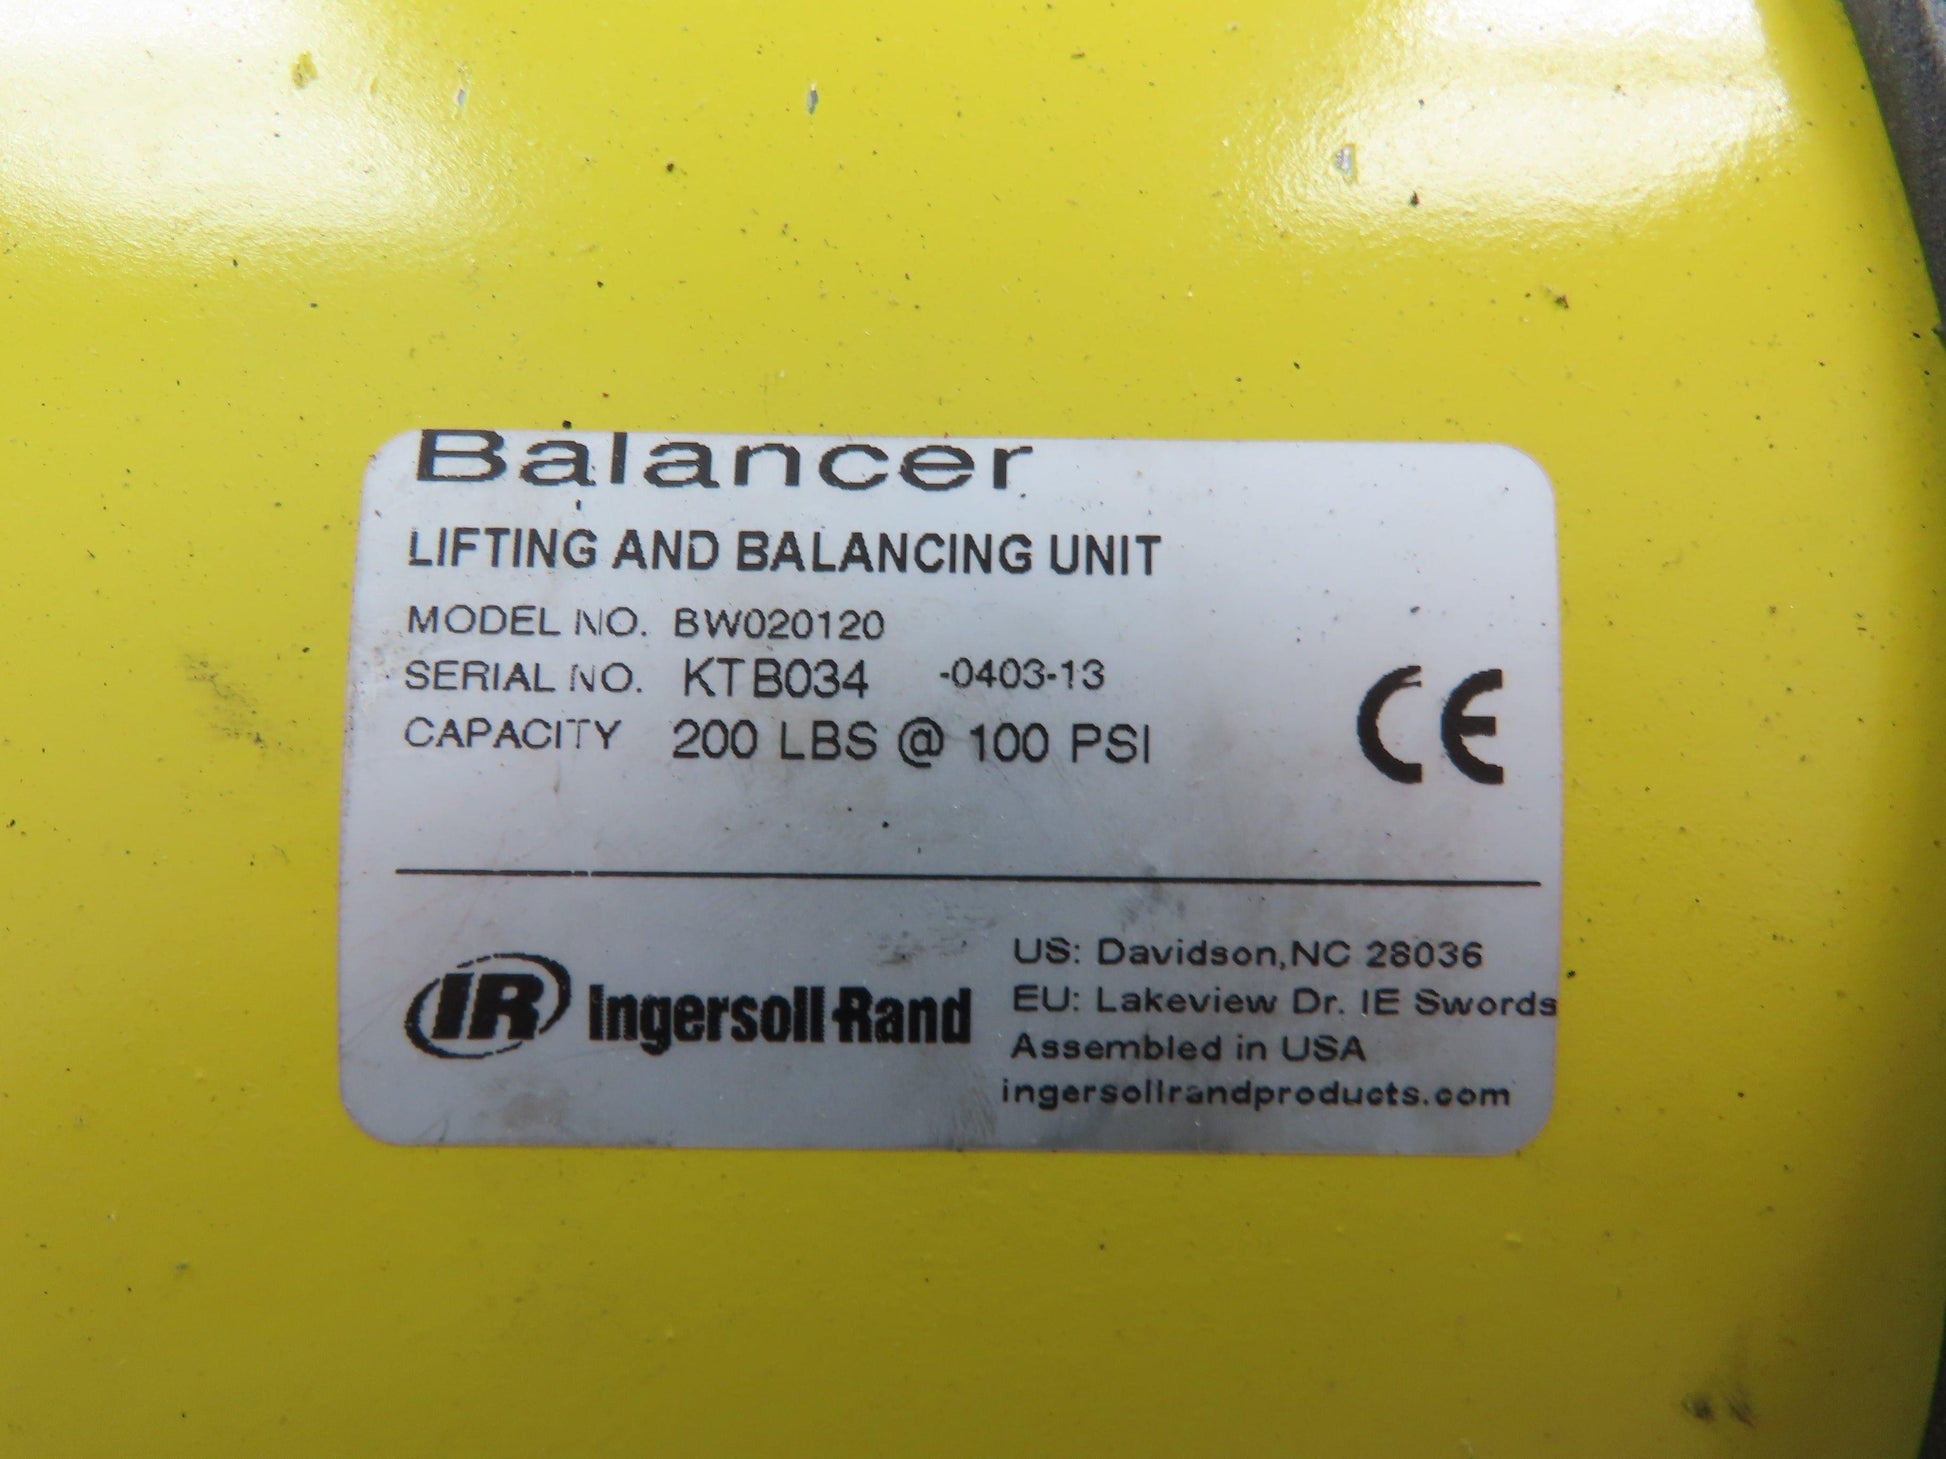 Balancer
LIFTING AND BALANCING UNIT
MODEL NO. BW020120
SERIAL NO. KTB034 -0403-13
CAPACITY 200 LBS @ 100 PSI
CE
IR Ingersoll-Rand
US: Davidson,NC 28036
EU: Lakeview Dr. IE Swords
Assembled in USA
ingersollrandproducts.com